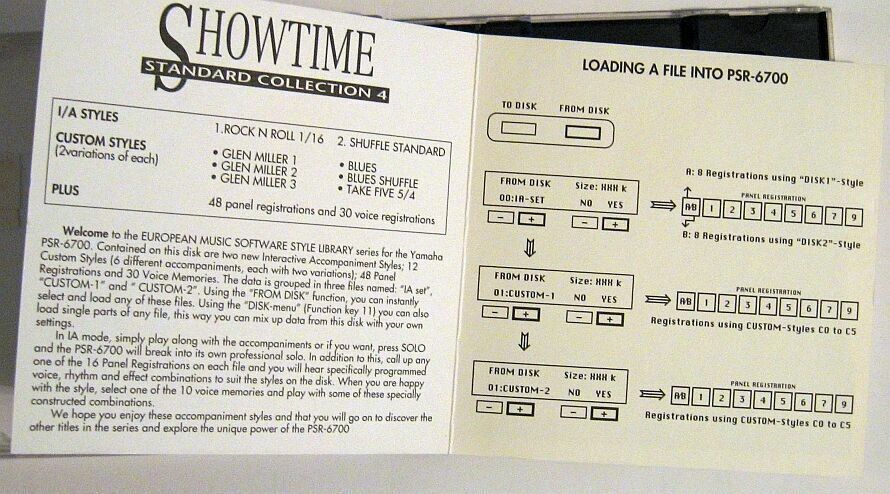 SHOWTIME
STANDARD COLLECTION 4
I/A STYLES
1.ROCK N ROLL 1/16
2. SHUFFLE STANDARD
CUSTOM STYLES
(2variations of each)
• GLEN MILLER 1
• GLEN MILLER 2
• GLEN MILLER 3
• BLUES
• BLUES SHUFFLE
• TAKE FIVE 5/4
PLUS
48 panel registrations and 30 voice registrations
Welcome to the EUROPEAN MUSIC SOFTWARE STYLE LIBRARY series for the Yamaha
PSR-6700. Contained on this disk are two new Interactive Accompaniment Styles; 12
Custom Styles (6 different accompaniments, each with two variations); 48 Panel
Registrations and 30 Voice Memories. The data is grouped in three files named: "IA set",
"CUSTOM-1" and " CUSTOM-2". Using the "FROM DISK" function, you can instantly
select and load any of these files. Using the "DISK-menu" (Function key 11) you can also
load single parts of any file, this way you can mix up data from this disk with your own
settings.
In IA mode, simply play along with the accompaniments or if you want, press SOLO
and the PSR-6700 will break into its own professional solo. In addition to this, call up any
one of the 16 Panel Registrations on each file and you will hear specifically programmed
voice, rhythm and effect combinations to suit the styles on the disk. When you are happy
with the style, select one of the 10 voice memories and play with some of these specially
constructed combinations.
We hope you enjoy these accompaniment styles and that you will go on to discover the
other titles in the series and explore the unique power of the PSR-6700
LOADING A FILE INTO PSR-6700
TO DISK FROM DISK
FROM DISK Size: XXX k
00:IA-SET NO YES
- + - +
A: 8 Registrations using "DISK1"-Style
PANEL REGISTRATION
A/B 1 2 3 4 5 6 7 9
B: 8 Registrations using "DISK2"-Style
FROM DISK Size: XXX k
01:CUSTOM-1 NO YES
- + - +
PANEL REGISTRATION
A/B 1 2 3 4 5 6 7 9
Registrations using CUSTOM-Styles C0 to C5
FROM DISK Size: XXX k
01:CUSTOM-2 NO YES
- + - +
PANEL REGISTRATION
A/B 1 2 3 4 5 6 7 9
Registrations using CUSTOM-Styles C0 to C5